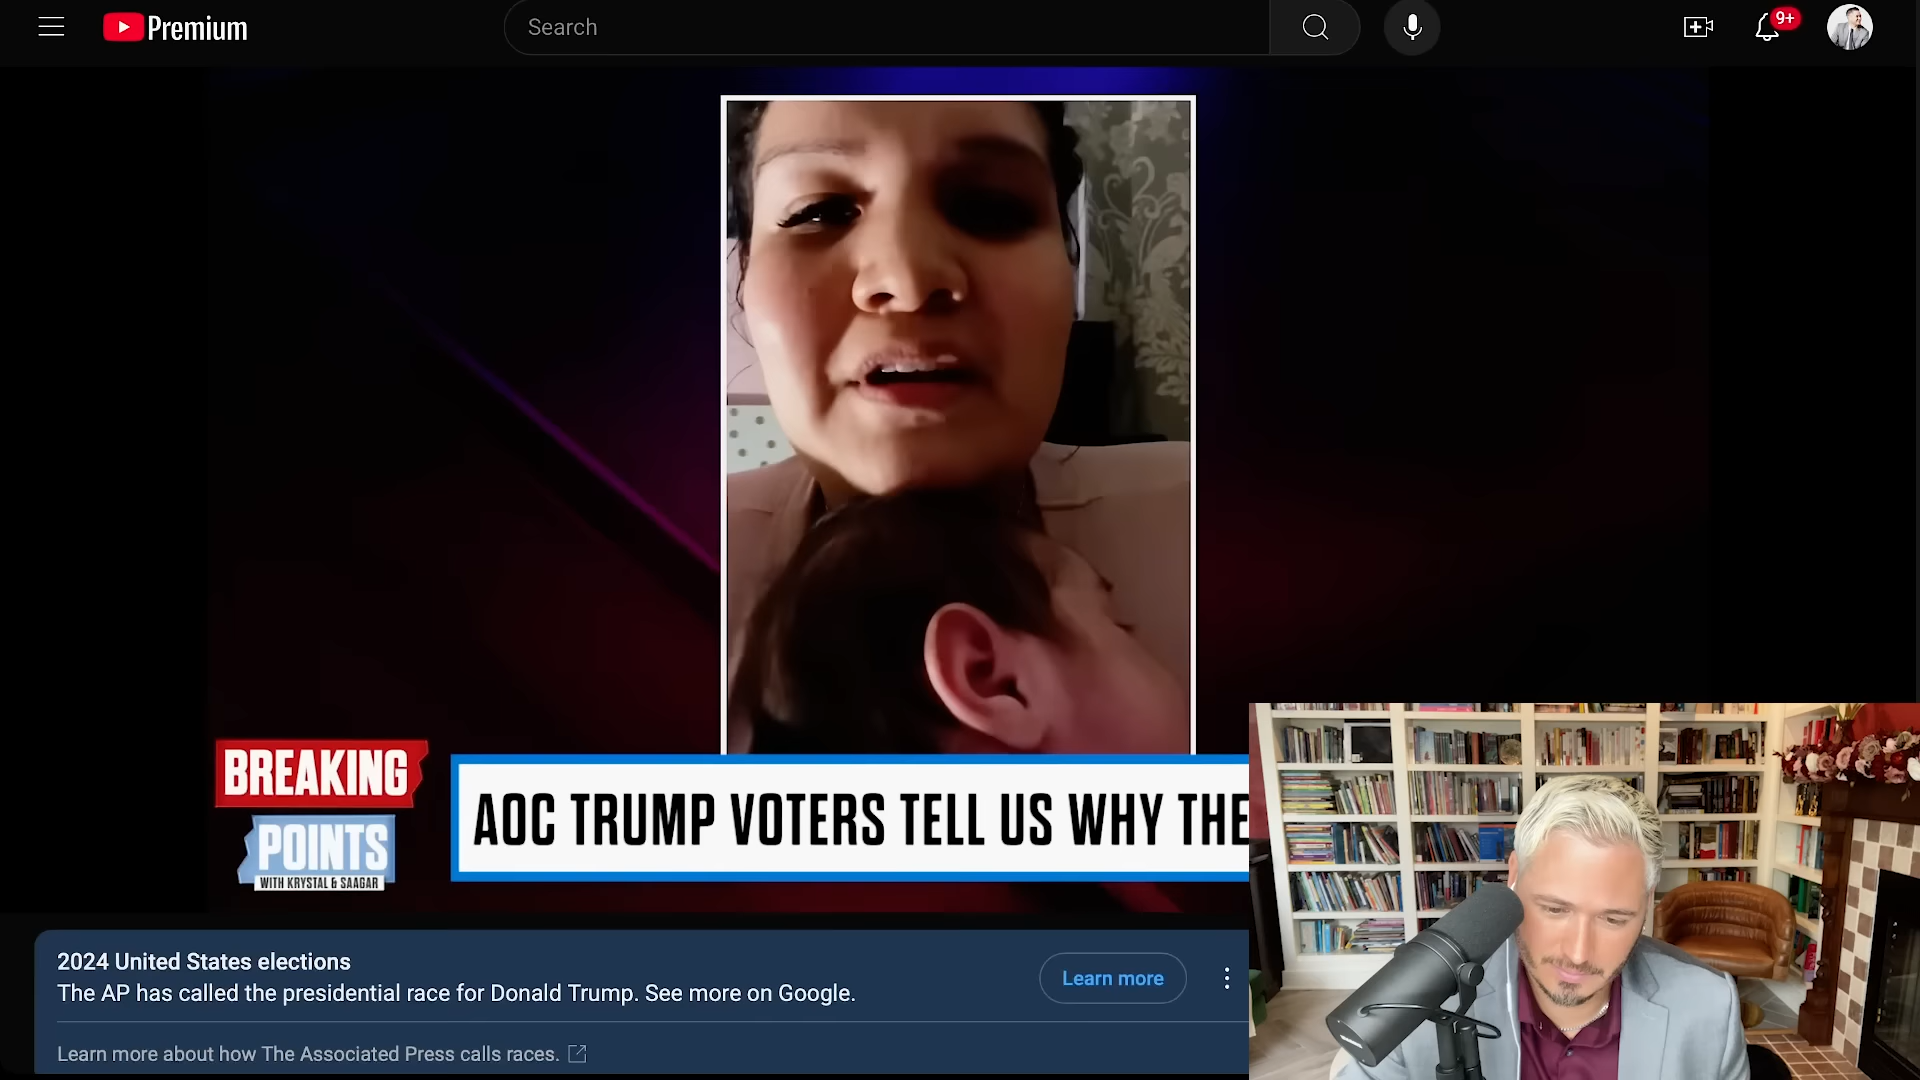 Premium
Search
9+
BREAKING
POINTS
WITH KRYSTAL & SAAGAR
AOC TRUMP VOTERS TELL US WHY THE
2024 United States elections
The AP has called the presidential race for Donald Trump. See more on Google.
Learn more
Learn more about how The Associated Press calls races.